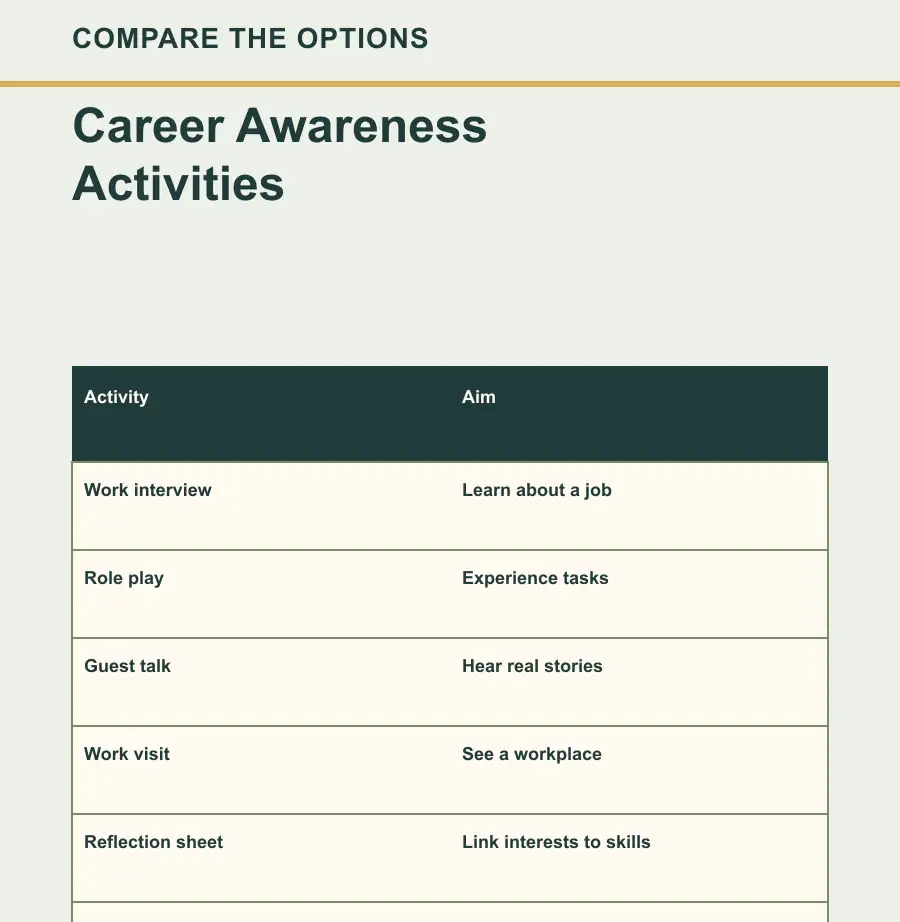 COMPARE THE OPTIONS
Career Awareness
Activities
Activity Aim
Work interview Learn about a job
Role play Experience tasks
Guest talk Hear real stories
Work visit See a workplace
Reflection sheet Link interests to skills